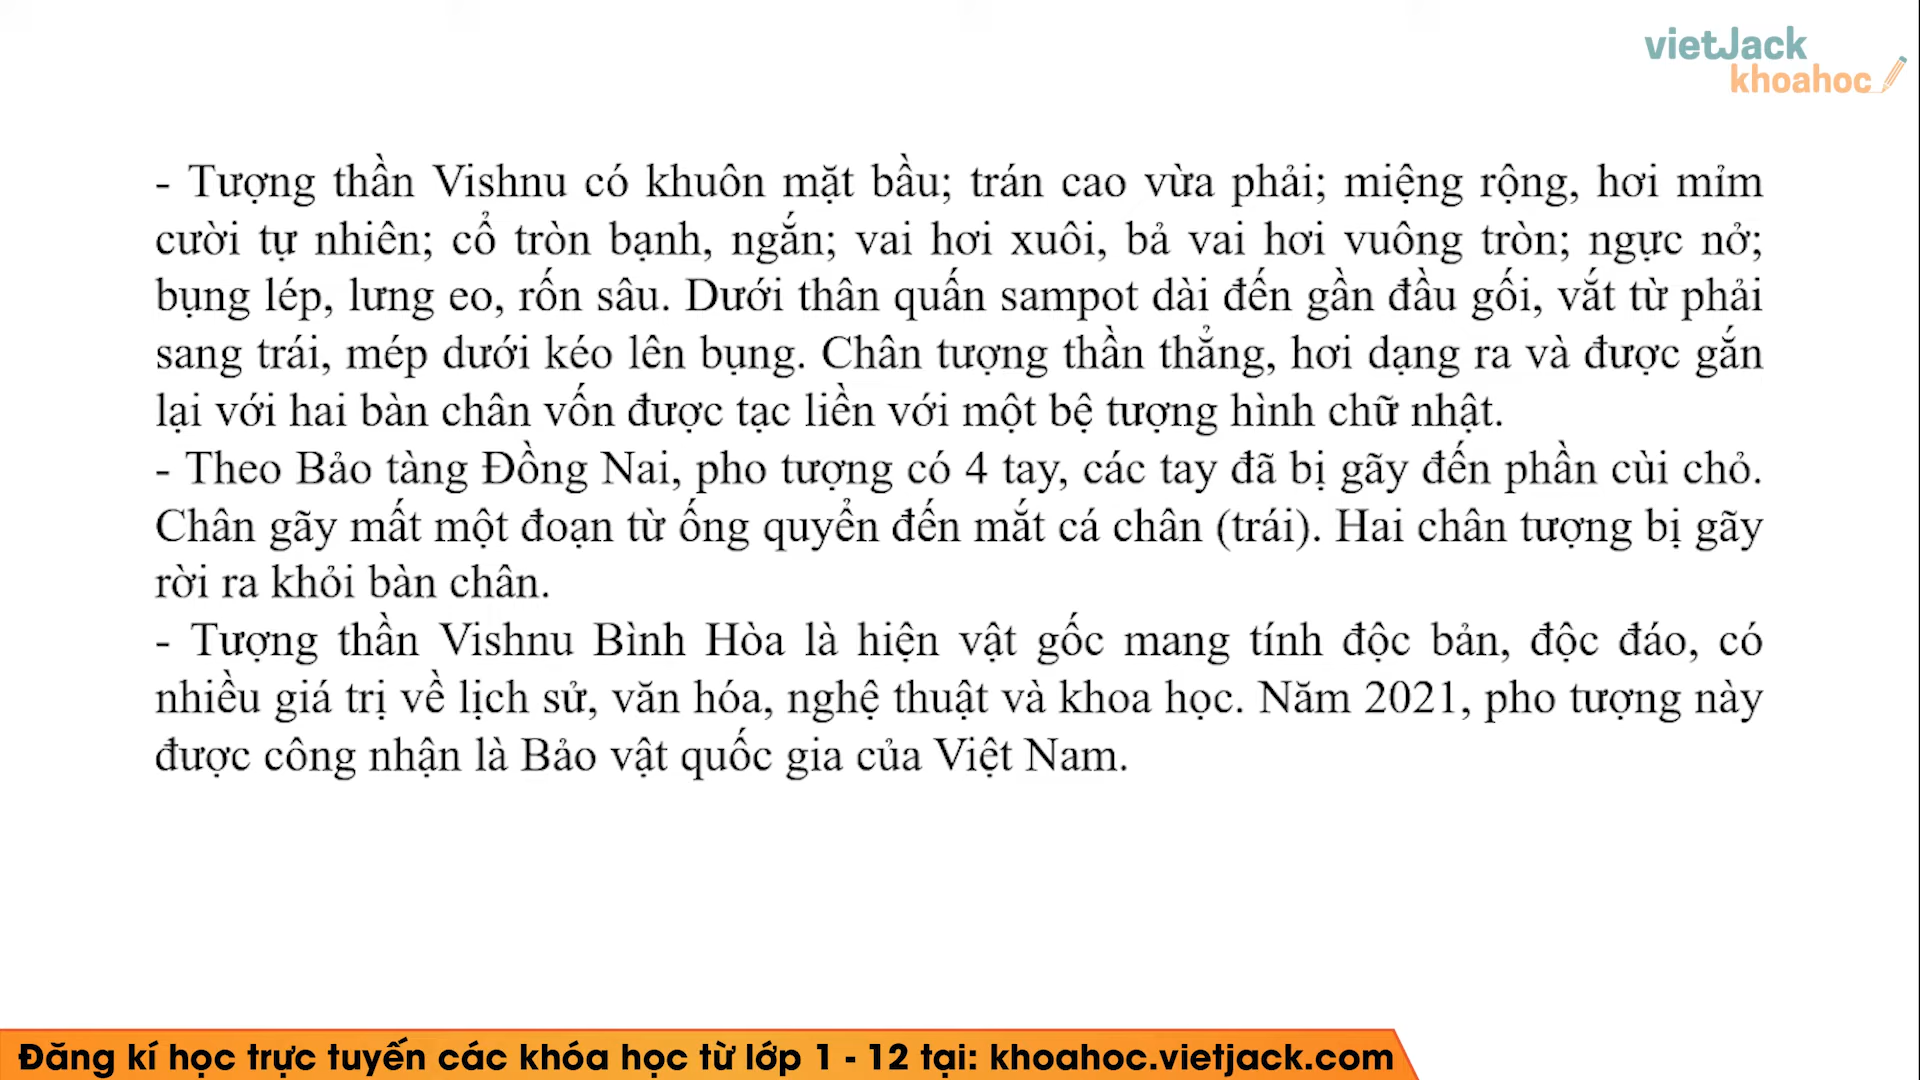 vietJack
khoahoc
- Tượng thần Vishnu có khuôn mặt bầu; trán cao vừa phải; miệng rộng, hơi mỉm
cười tự nhiên; cổ tròn bạnh, ngắn; vai hơi xuôi, bả vai hơi vuông tròn; ngực nở;
bụng lép, lưng eo, rốn sâu. Dưới thân quấn sampot dài đến gần đầu gối, vắt từ phải
sang trái, mép dưới kéo lên bụng. Chân tượng thần thẳng, hơi dạng ra và được gắn
lại với hai bàn chân vốn được tạc liền với một bệ tượng hình chữ nhật.
- Theo Bảo tàng Đồng Nai, pho tượng có 4 tay, các tay đã bị gãy đến phần cùi chỏ.
Chân gãy mất một đoạn từ ống quyển đến mắt cá chân (trái). Hai chân tượng bị gãy
rời ra khỏi bàn chân.
- Tượng thần Vishnu Bình Hòa là hiện vật gốc mang tính độc bản, độc đáo, có
nhiều giá trị về lịch sử, văn hóa, nghệ thuật và khoa học. Năm 2021, pho tượng này
được công nhận là Bảo vật quốc gia của Việt Nam.
Đăng kí học trực tuyến các khóa học từ lớp 1 - 12 tại: khoahoc.vietjack.com